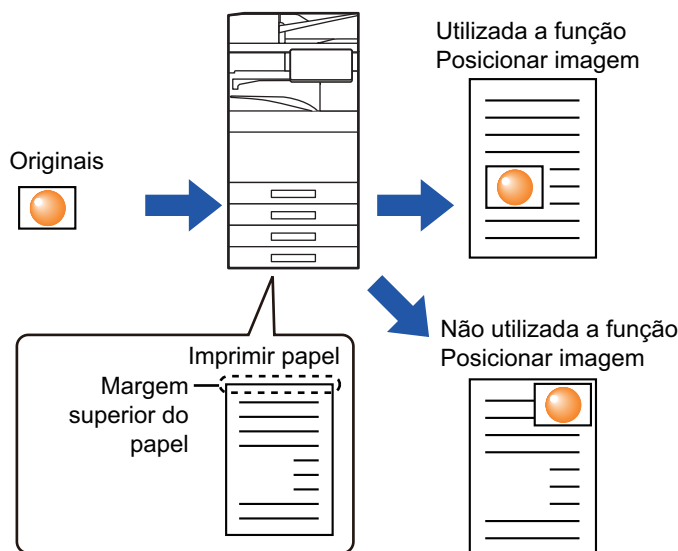 Utilizada a função
Posicionar imagem
Originais
Não utilizada a função
Posicionar imagem
Imprimir papel
Margem
superior do
papel